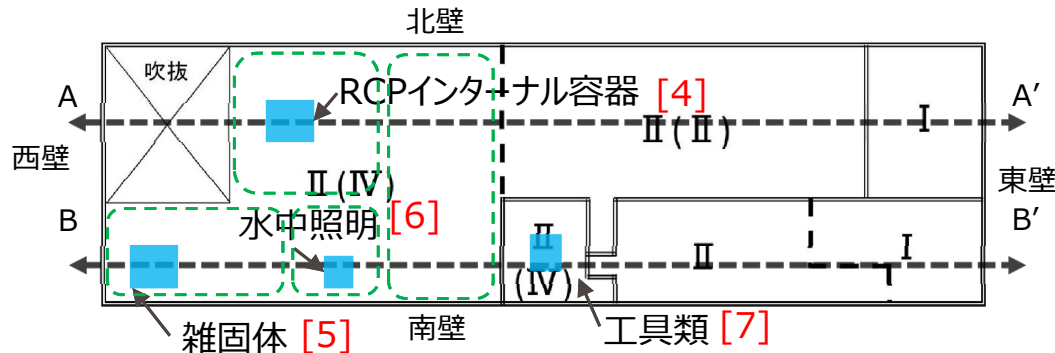 北壁
吹抜
RCPインターナル容器 [4]
A
A′
Ⅱ(Ⅱ)
Ⅰ
西壁
東壁
Ⅱ(Ⅳ)
水中照明 [6]
B
B′
Ⅱ
(Ⅳ)
Ⅱ
Ⅰ
雑固体 [5]
南壁
工具類 [7]